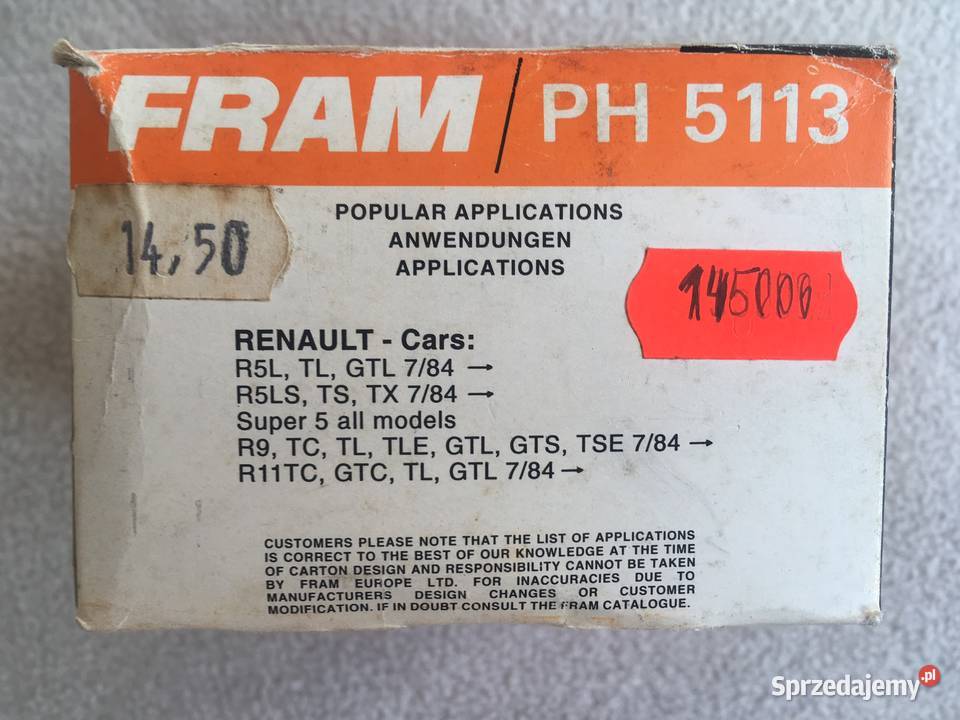 FRAM / PH 5113
14,50
POPULAR APPLICATIONS
ANWENDUNGEN
APPLICATIONS
145000
RENAULT - Cars:
R5L, TL, GTL 7/84 →
R5LS, TS, TX 7/84 →
Super 5 all models
R9, TC, TL, TLE, GTL, GTS, TSE 7/84 →
R11TC, GTC, TL, GTL 7/84 →
CUSTOMERS PLEASE NOTE THAT THE LIST OF APPLICATIONS
IS CORRECT TO THE BEST OF OUR KNOWLEDGE AT THE TIME
OF CARTON DESIGN AND RESPONSIBILITY CANNOT BE TAKEN
BY FRAM EUROPE LTD. FOR INACCURACIES DUE TO
MANUFACTURERS DESIGN CHANGES OR CUSTOMER
MODIFICATION. IF IN DOUBT CONSULT THE FRAM CATALOGUE.
Sprzedajemy.pl